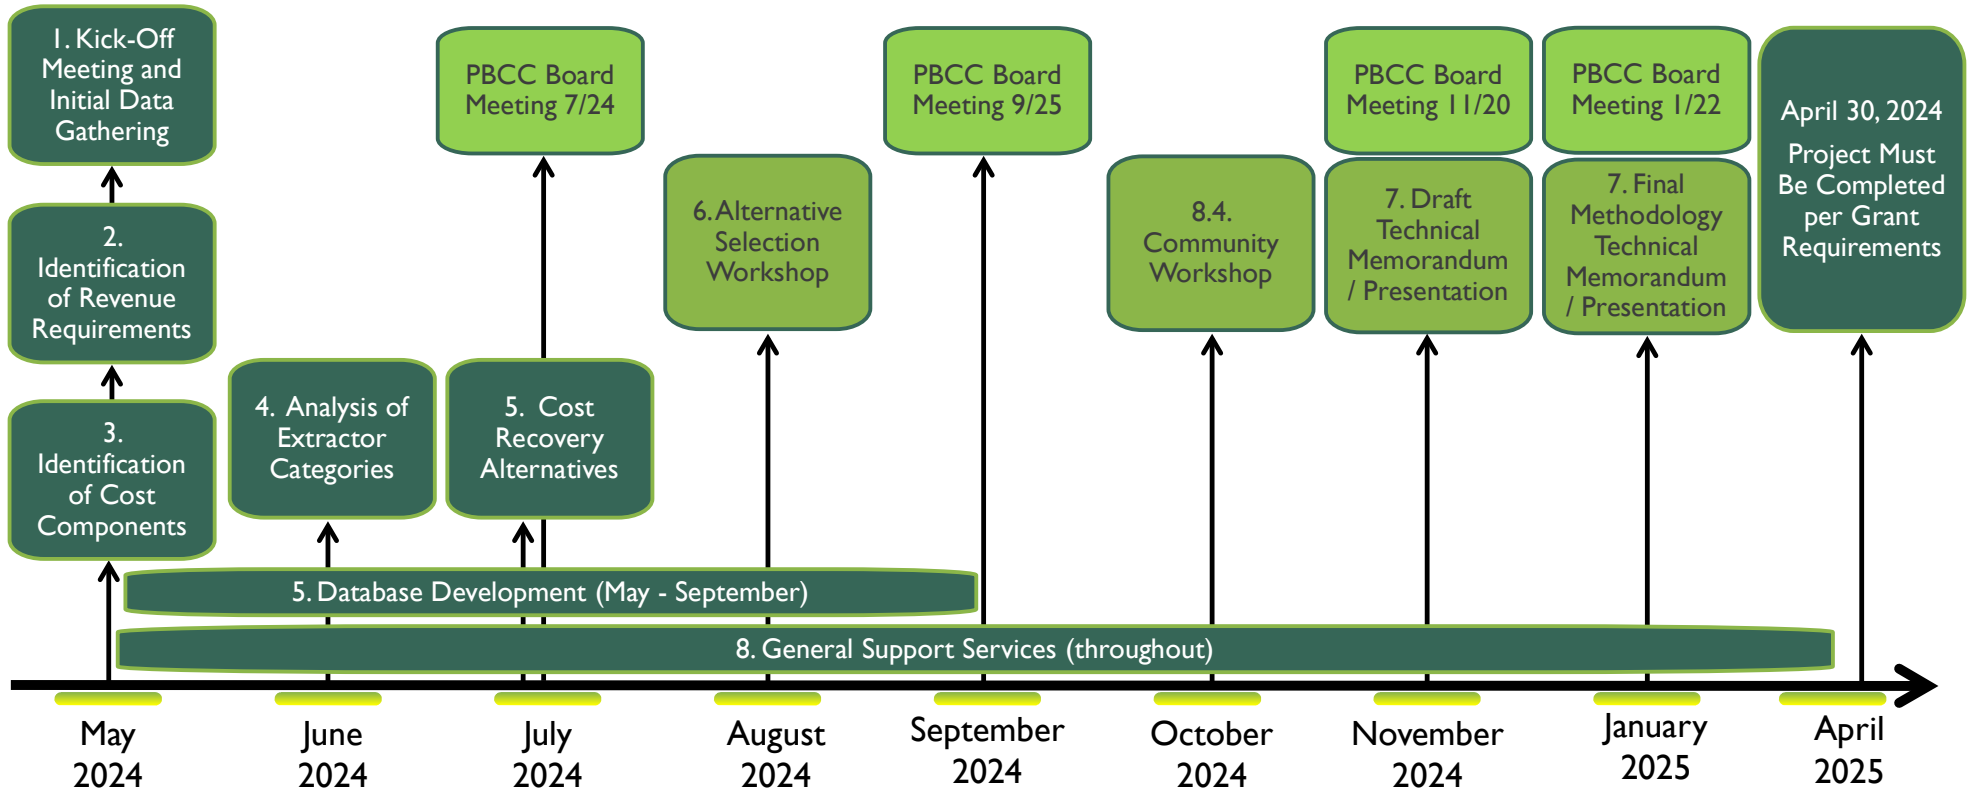 1. Kick-Off
Meeting and
Initial Data
Gathering
2.
Identification
of Revenue
Requirements
3.
Identification
of Cost
Components
4. Analysis of
Extractor
Categories
PBCC Board
Meeting 7/24
5. Cost
Recovery
Alternatives
6. Alternative
Selection
Workshop
PBCC Board
Meeting 9/25
8.4.
Community
Workshop
PBCC Board
Meeting 11/20
7. Draft
Technical
Memorandum
/ Presentation
PBCC Board
Meeting 1/22
7. Final
Methodology
Technical
Memorandum
/ Presentation
April 30, 2024
Project Must
Be Completed
per Grant
Requirements
5. Database Development (May - September)
8. General Support Services (throughout)
May
2024
June
2024
July
2024
August
2024
September
2024
October
2024
November
2024
January
2025
April
2025